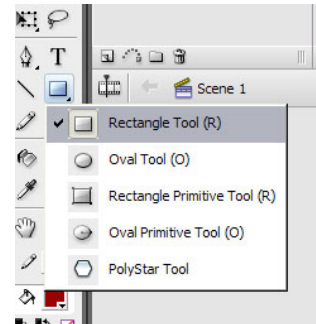 T
Scene 1
Rectangle Tool (R)
Oval Tool (O)
Rectangle Primitive Tool (R)
Oval Primitive Tool (O)
PolyStar Tool